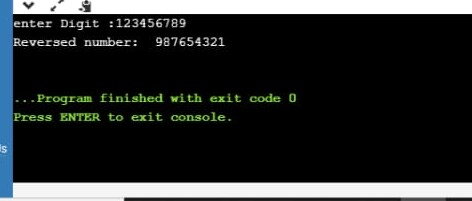 enter Digit :123456789
Reversed number:  987654321
...Program finished with exit code 0
Press ENTER to exit console.